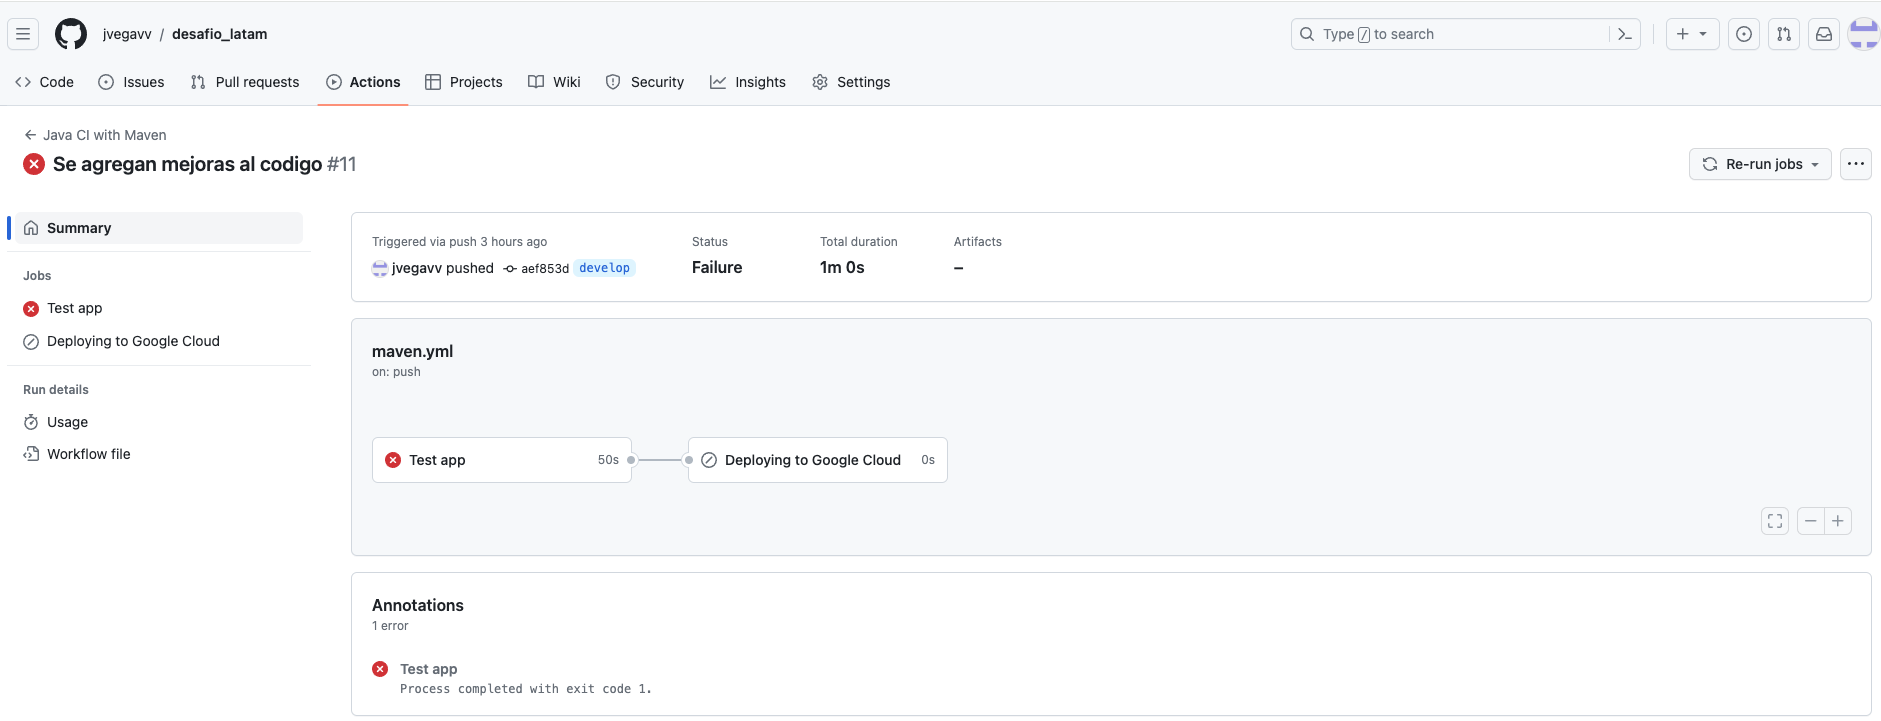 jvegavv / desafio_latam
Type / to search
Code Issues Pull requests Actions Projects Wiki Security Insights Settings
Java CI with Maven
Se agregan mejoras al codigo #11
Re-run jobs
Summary
Jobs
Test app
Deploying to Google Cloud
Run details
Usage
Workflow file
Triggered via push 3 hours ago
jvegavv pushed aef853d develop
Status
Failure
Total duration
1m 0s
Artifacts
–
maven.yml
on: push
Test app 50s
Deploying to Google Cloud 0s
Annotations
1 error
Test app
Process completed with exit code 1.